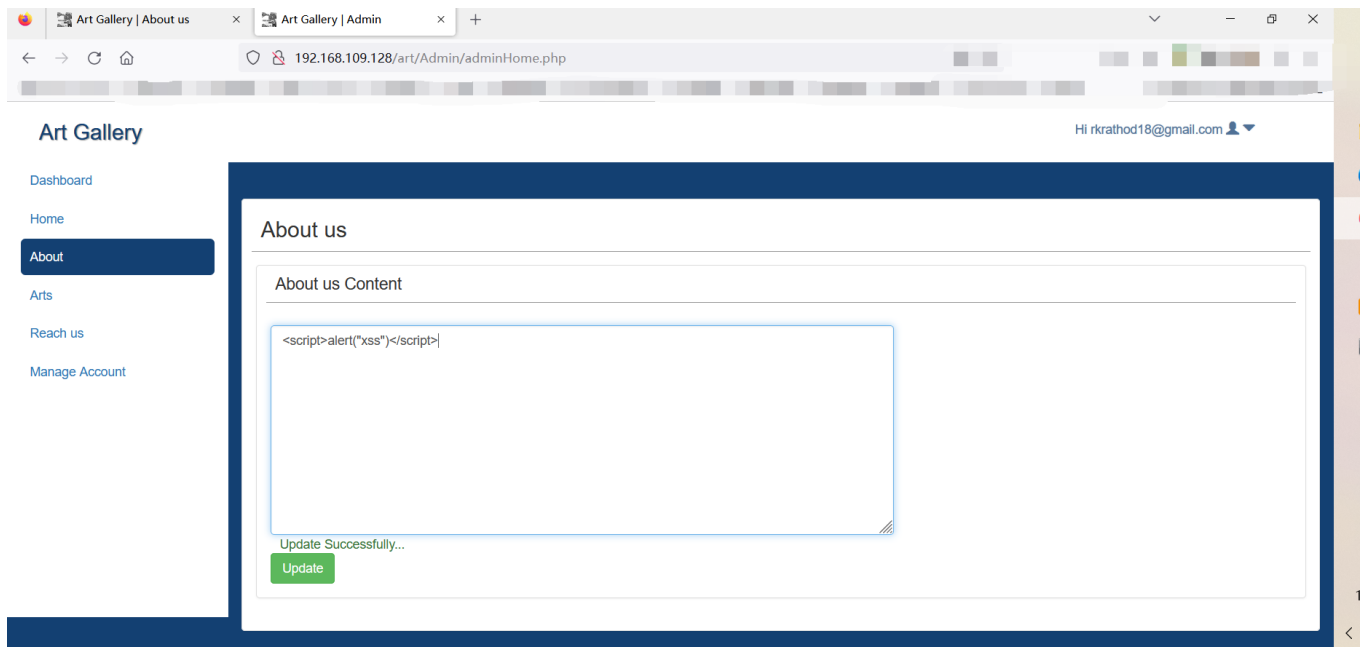 Art Gallery | About us
Art Gallery | Admin
192.168.109.128/art/Admin/adminHome.php
Art Gallery
Hi rkrathod18@gmail.com
Dashboard
Home
About
Arts
Reach us
Manage Account
About us
About us Content
<script>alert("xss")</script>
Update Successfully...
Update